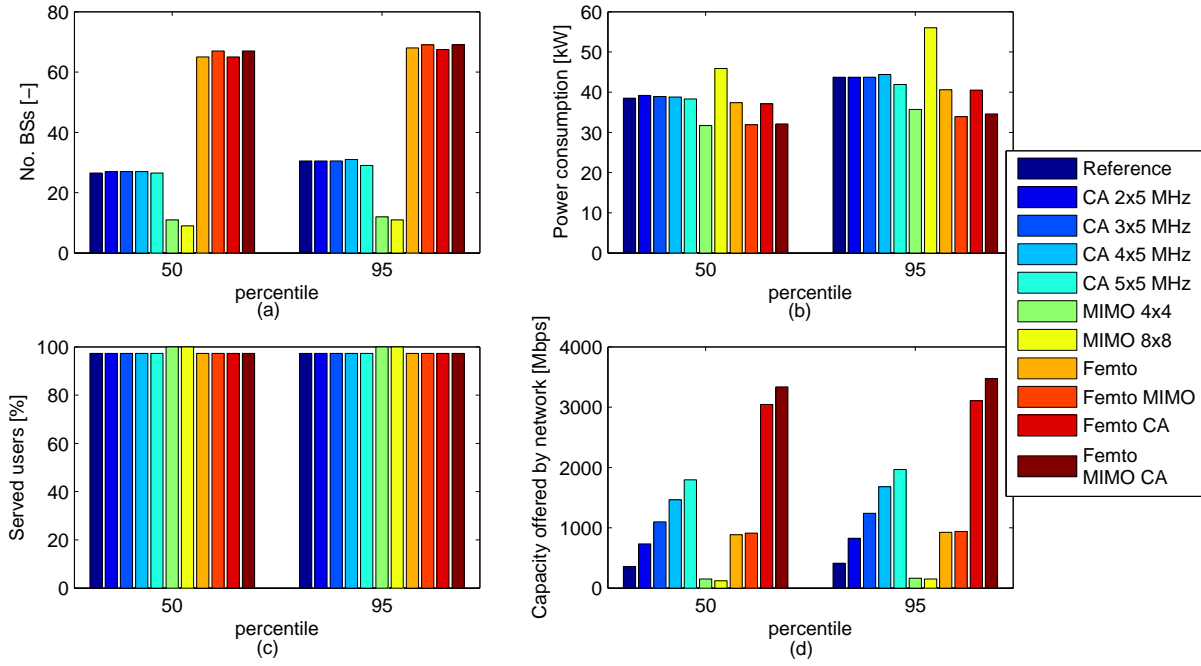 80
60
40
20
0
No. BSs [−]
50
95
percentile
(a)
60
50
40
30
20
10
0
Power consumption [kW]
50
95
percentile
(b)
100
80
60
40
20
0
Served users [%]
50
95
percentile
(c)
4000
3000
2000
1000
0
Capacity offered by network [Mbps]
50
95
percentile
(d)
Reference
CA 2x5 MHz
CA 3x5 MHz
CA 4x5 MHz
CA 5x5 MHz
MIMO 4x4
MIMO 8x8
Femto
Femto MIMO
Femto CA
Femto
MIMO CA